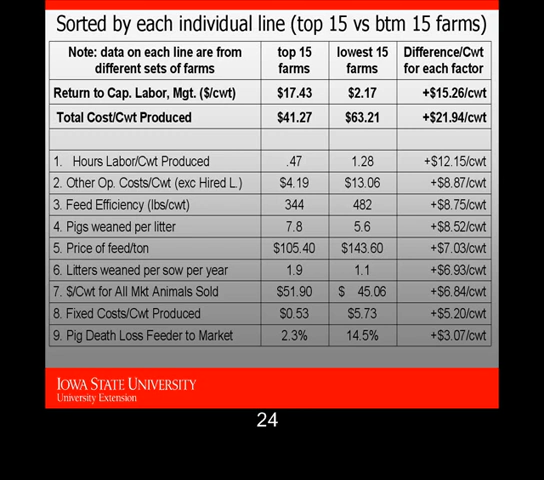 Sorted by each individual line (top 15 vs btm 15 farms)
Note: data on each line are from different sets of farms | top 15 farms | lowest 15 farms | Difference/Cwt for each factor
Return to Cap. Labor, Mgt. ($/cwt) | $17.43 | $2.17 | +$15.26/cwt
Total Cost/Cwt Produced | $41.27 | $63.21 | +$21.94/cwt
1. Hours Labor/Cwt Produced | .47 | 1.28 | +$12.15/cwt
2. Other Op. Costs/Cwt (exc Hired L.) | $4.19 | $13.06 | +$8.87/cwt
3. Feed Efficiency (lbs/cwt) | 344 | 482 | +$8.75/cwt
4. Pigs weaned per litter | 7.8 | 5.6 | +$8.52/cwt
5. Price of feed/ton | $105.40 | $143.60 | +$7.03/cwt
6. Litters weaned per sow per year | 1.9 | 1.1 | +$6.93/cwt
7. $/Cwt for All Mkt Animals Sold | $51.90 | $ 45.06 | +$6.84/cwt
8. Fixed Costs/Cwt Produced | $0.53 | $5.73 | +$5.20/cwt
9. Pig Death Loss Feeder to Market | 2.3% | 14.5% | +$3.07/cwt
IOWA STATE UNIVERSITY
University Extension
24